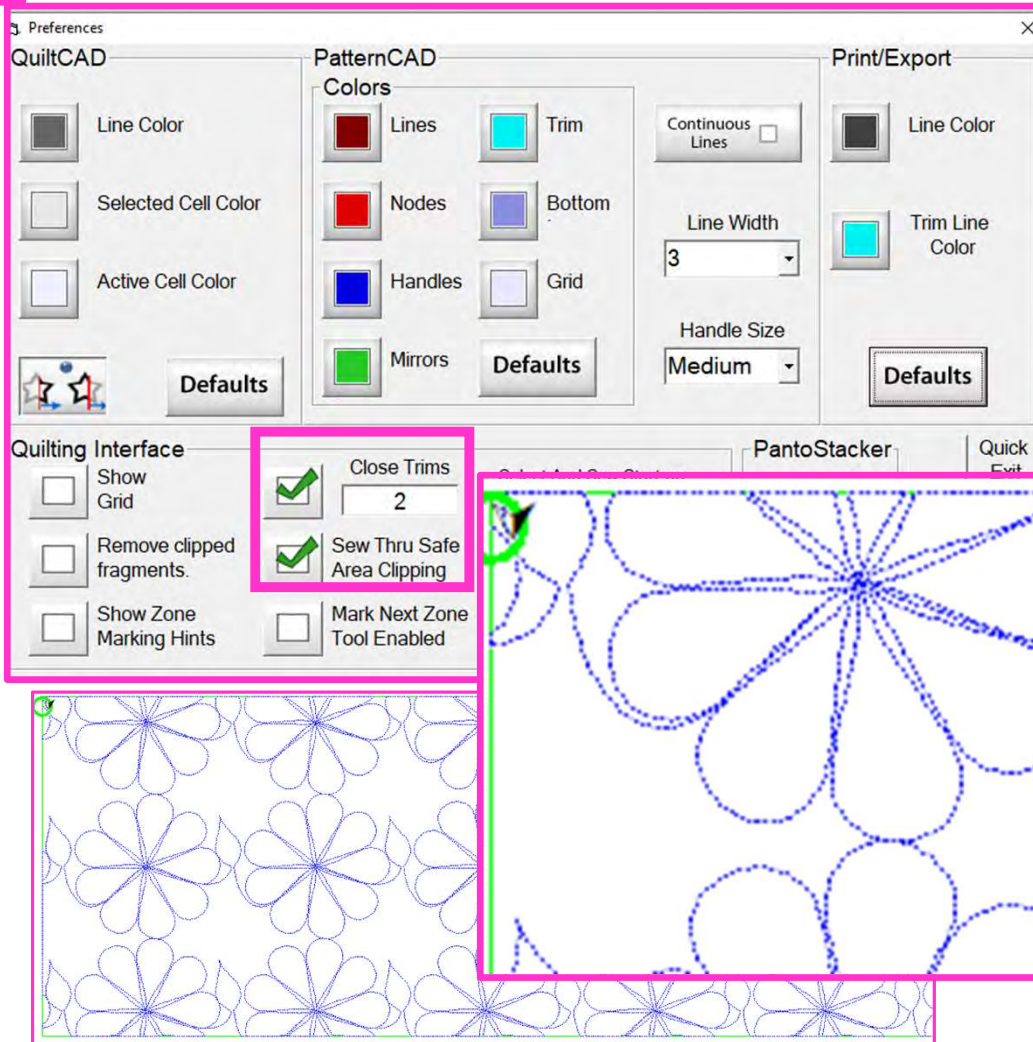 Preferences
QuiltCAD
Line Color
Selected Cell Color
Active Cell Color
Defaults
PatternCAD
Colors
Lines
Trim
Nodes
Bottom
Handles
Grid
Mirrors
Defaults
Continuous
Lines
Line Width
3
Handle Size
Medium
Print/Export
Line Color
Trim Line
Color
Defaults
Quilting Interface
Show
Grid
Remove clipped
fragments.
Show Zone
Marking Hints
Close Trims
2
Sew Thru Safe
Area Clipping
Mark Next Zone
Tool Enabled
PantoStacker
Quick
Exit